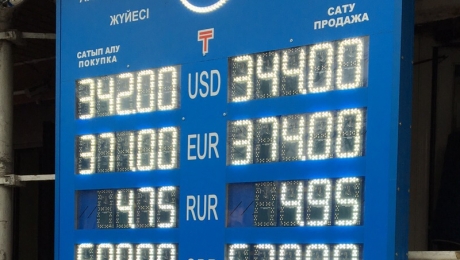 ЖҮЙЕСІ
САТЫП АЛУ
ПОКУПКА
САТУ
ПРОДАЖА
342.00 USD 344.00
371.00 EUR 374.00
4.75 RUR 4.95